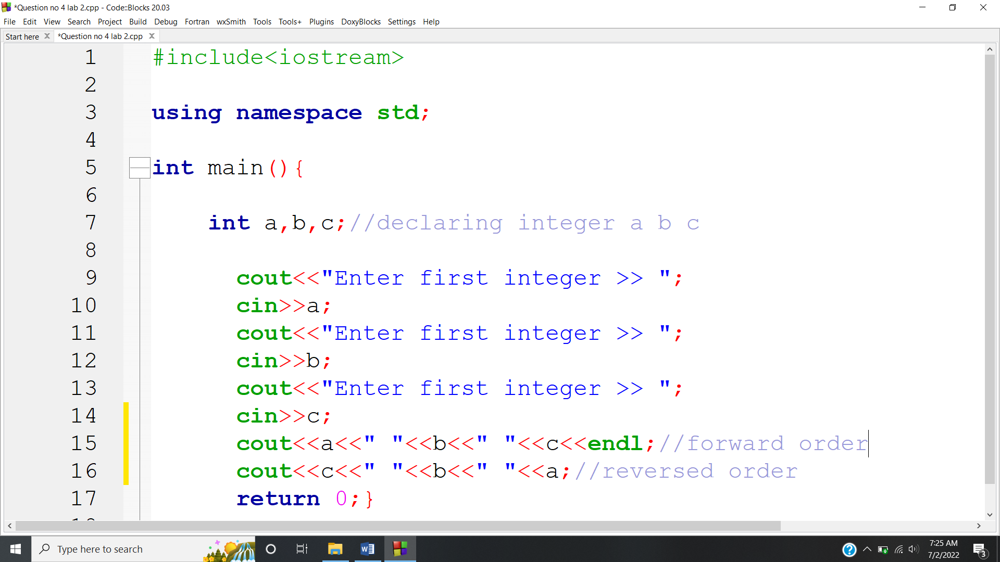 *Question no 4 lab 2.cpp - Code::Blocks 20.03
File Edit View Search Project Build Debug Fortran wxSmith Tools Tools+ Plugins DoxyBlocks Settings Help
Start here *Question no 4 lab 2.cpp
1 #include<iostream>
2
3 using namespace std;
4
5 int main(){
6
7 int a,b,c;//declaring integer a b c
8
9 cout<<"Enter first integer >> ";
10 cin>>a;
11 cout<<"Enter first integer >> ";
12 cin>>b;
13 cout<<"Enter first integer >> ";
14 cin>>c;
15 cout<<a<<" "<<b<<" "<<c<<endl;//forward order
16 cout<<c<<" "<<b<<" "<<a;//reversed order
17 return 0;}
Type here to search
7:25 AM
7/2/2022
3